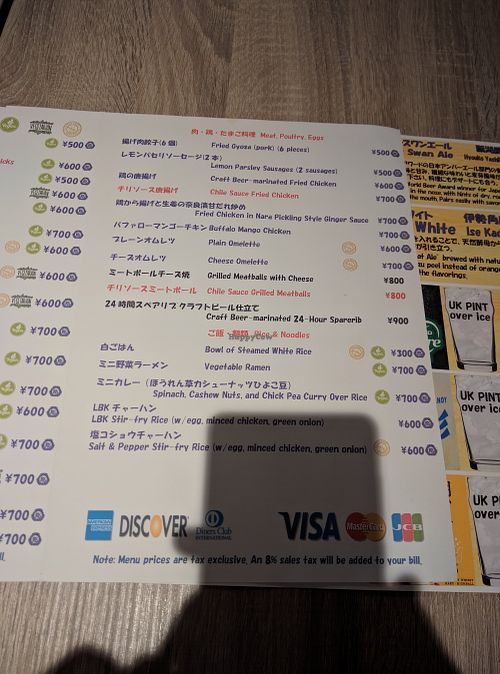 肉・鶏・たまご料理 Meat, Poultry, Eggs
揚げ肉餃子(6個)
Fried Gyoza (pork) (6 pieces) ¥500
レモンパセリソーセージ(2本)
Lemon Parsley Sausages (2 sausages) ¥500
鶏の唐揚げ Craft Beer-marinated Fried Chicken ¥600
チリソース唐揚げ Chile Sauce Fried Chicken ¥600
鶏から揚げと生姜の奈良漬甘だれ炒め
Fried Chicken in Nara Pickling Style Ginger Sauce ¥700
バファローマンゴーチキン Buffalo Mango Chicken ¥700
プレーンオムレツ Plain Omelette ¥600
チーズオムレツ Cheese Omelette ¥700
ミートボールチーズ焼 Grilled Meatballs with Cheese ¥800
チリソースミートボール Chile Sauce Grilled Meatballs ¥800
24時間スペアリブ クラフトビール仕立て
Craft Beer-marinated 24-Hour Sparerib ¥900
ご飯・麺類 Rice & Noodles
白ごはん Bowl of Steamed White Rice ¥300
ミニ野菜ラーメン Vegetable Ramen ¥700
ミニカレー (ほうれん草カシューナッツひよこ豆)
Spinach, Cashew Nuts, and Chick Pea Curry Over Rice ¥700
LBK チャーハン
LBK Stir-fry Rice (w/egg, minced chicken, green onion) ¥600
塩コショウチャーハン
Salt & Pepper Stir-fry Rice (w/egg, minced chicken, green onion) ¥600
AMERICAN EXPRESS DISCOVER Diners Club INTERNATIONAL VISA MasterCard JCB
Note: Menu prices are tax exclusive. An 8% sales tax will be added to your bill.
¥500
¥600
¥500
¥600
¥700
¥600
¥600
¥600
¥700
¥700
¥700
¥600
¥700
¥700
¥700
¥700
スワンエール
Swan Ale
White Ise Kad
UK PINT
over ice
UK PI
over i
UK P
over
HappyCow